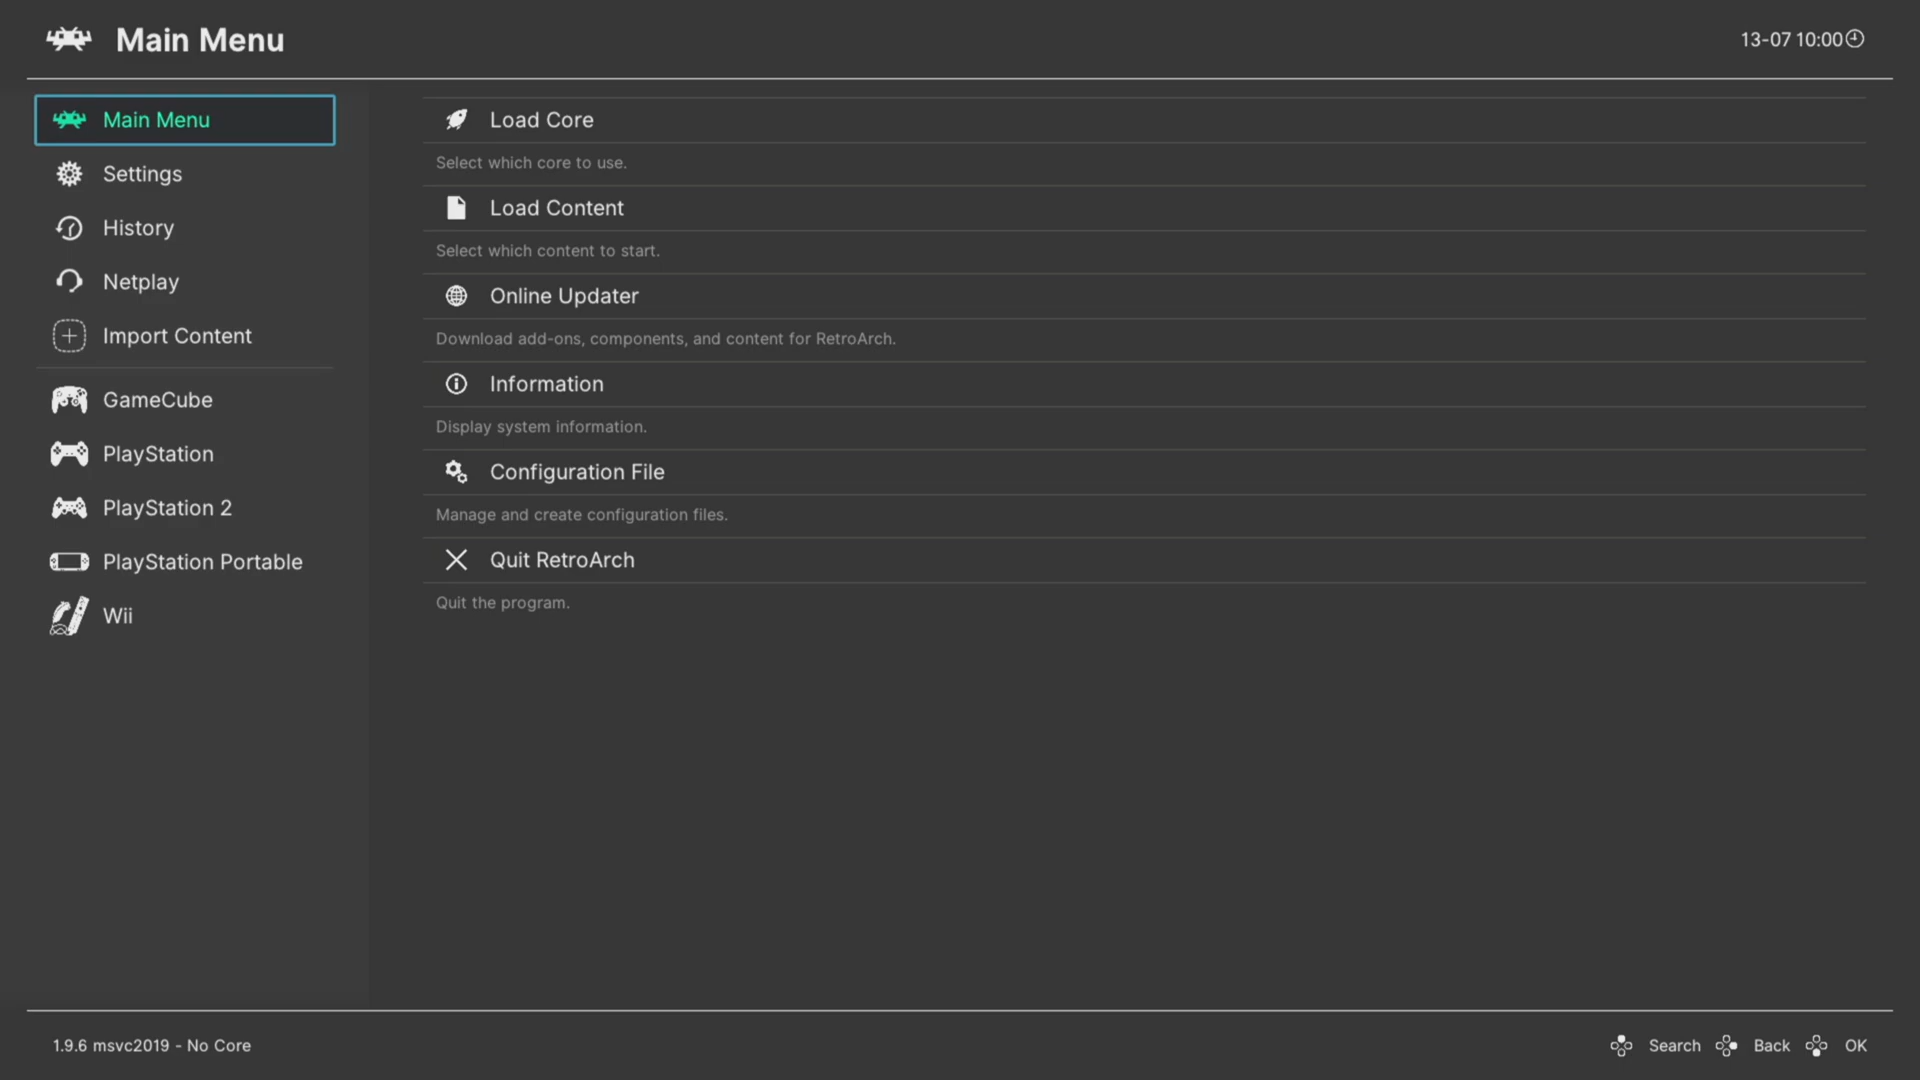 Main Menu
13-07 10:00
Main Menu
Settings
History
Netplay
Import Content
GameCube
PlayStation
PlayStation 2
PlayStation Portable
Wii
Load Core
Select which core to use.
Load Content
Select which content to start.
Online Updater
Download add-ons, components, and content for RetroArch.
Information
Display system information.
Configuration File
Manage and create configuration files.
Quit RetroArch
Quit the program.
1.9.6 msvc2019 - No Core
Search Back OK